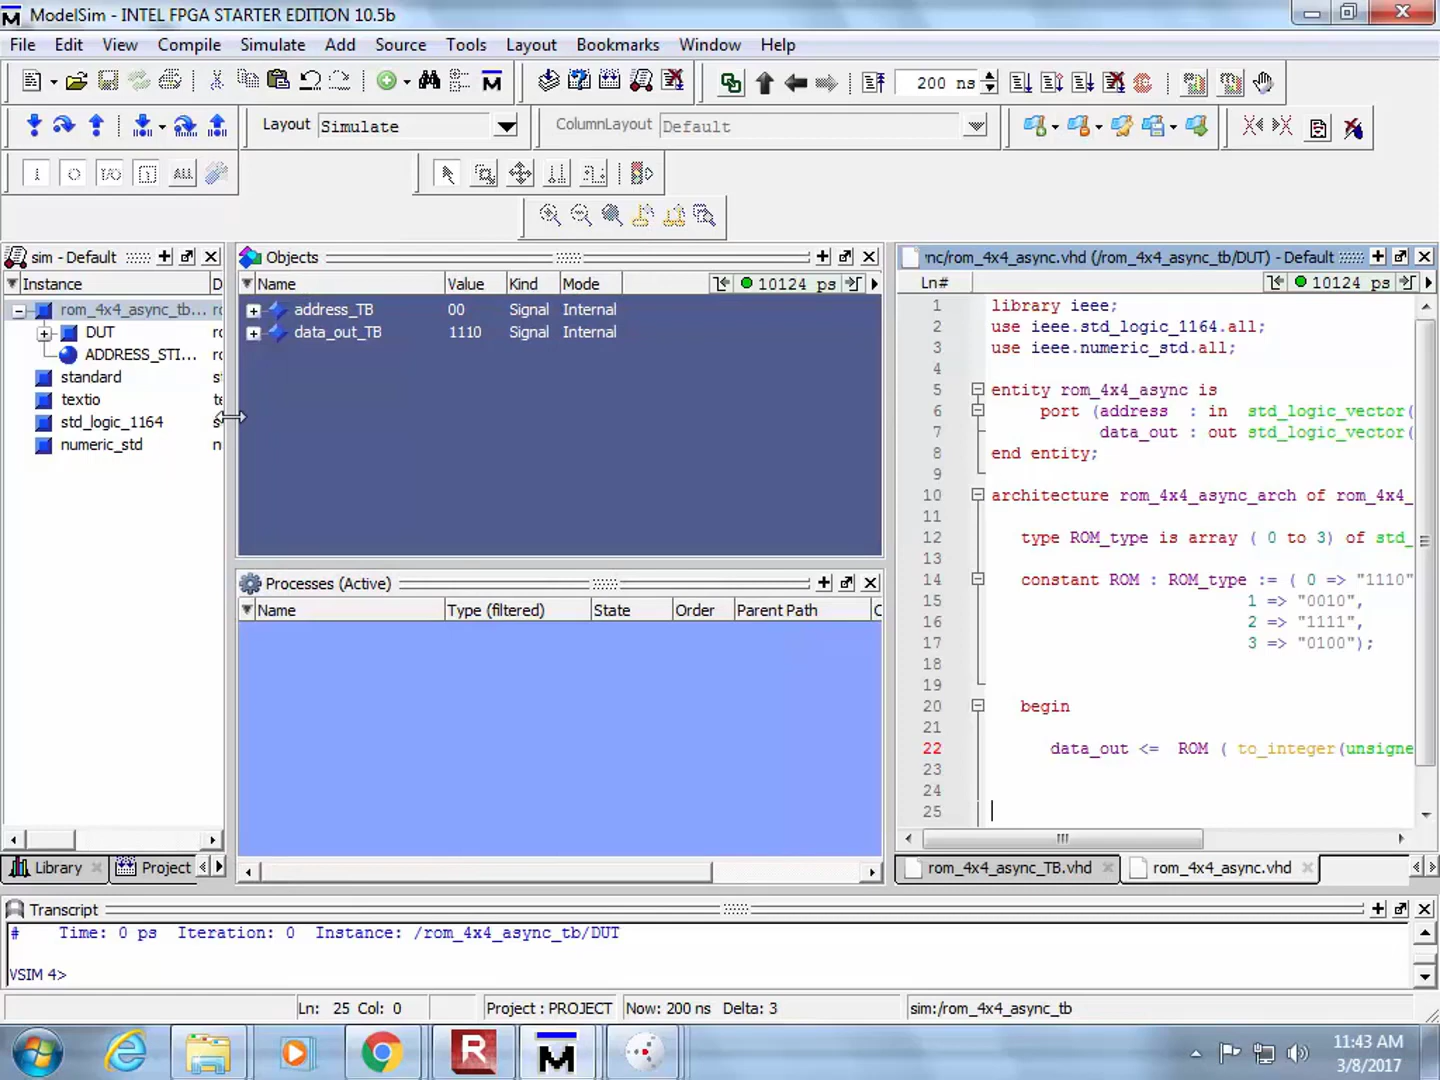 ModelSim - INTEL FPGA STARTER EDITION 10.5b
File Edit View Compile Simulate Add Source Tools Layout Bookmarks Window Help
200 ns
Layout Simulate ColumnLayout Default
ALL
sim - Default
Instance
rom_4x4_async_tb...
DUT
ADDRESS_STI...
standard
textio
std_logic_1164
numeric_std
Library Project
Objects
Name Value Kind Mode 10124 ps
address_TB 00 Signal Internal
data_out_TB 1110 Signal Internal
Processes (Active)
Name Type (filtered) State Order Parent Path
nc/rom_4x4_async.vhd (/rom_4x4_async_tb/DUT) - Default
Ln# 10124 ps
1 library ieee;
2 use ieee.std_logic_1164.all;
3 use ieee.numeric_std.all;
4
5 entity rom_4x4_async is
6 port (address : in std_logic_vector(
7 data_out : out std_logic_vector(
8 end entity;
9
10 architecture rom_4x4_async_arch of rom_4x4_
11
12 type ROM_type is array ( 0 to 3) of std_
13
14 constant ROM : ROM_type := ( 0 => "1110"
15 1 => "0010",
16 2 => "1111",
17 3 => "0100");
18
19
20 begin
21
22 data_out <= ROM ( to_integer(unsigne
23
24
25
rom_4x4_async_TB.vhd rom_4x4_async.vhd
Transcript
# Time: 0 ps Iteration: 0 Instance: /rom_4x4_async_tb/DUT
VSIM 4>
Ln: 25 Col: 0 Project : PROJECT Now: 200 ns Delta: 3 sim:/rom_4x4_async_tb
11:43 AM
3/8/2017